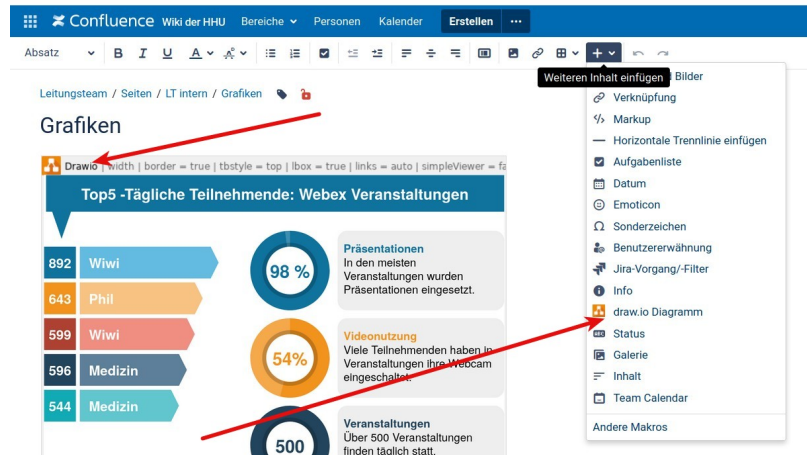 Confluence Wiki der HHU Bereiche Personen Kalender Erstellen ...
Absatz B I U A
Weiteren Inhalt einfügen
Bilder
Verknüpfung
Markup
Horizontale Trennlinie einfügen
Aufgabenliste
Datum
Emoticon
Sonderzeichen
Benutzererwähnung
Jira-Vorgang/-Filter
Info
draw.io Diagramm
Status
Galerie
Inhalt
Team Calendar
Andere Makros
Leitungsteam / Seiten / LT intern / Grafiken
Grafiken
Drawio | width | border = true | tbstyle = top | lbox = true | links = auto | simpleViewer = fa
Top5 -Tägliche Teilnehmende: Webex Veranstaltungen
892 Wiwi
643 Phil
599 Wiwi
596 Medizin
544 Medizin
98 %
Präsentationen
In den meisten
Veranstaltungen wurden
Präsentationen eingesetzt.
54%
Videonutzung
Viele Teilnehmenden haben in
Veranstaltungen ihre Webcam
eingeschaltet.
500
Veranstaltungen
Über 500 Veranstaltungen
finden täglich statt.